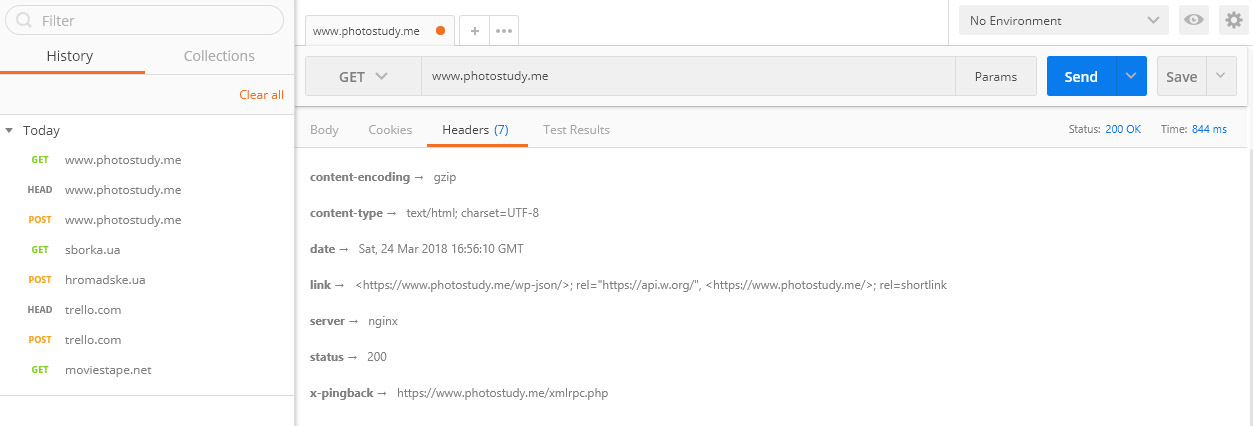 Filter
History Collections
Clear all
Today
GET www.photostudy.me
HEAD www.photostudy.me
POST www.photostudy.me
GET sborka.ua
POST hromadske.ua
HEAD trello.com
POST trello.com
GET moviestape.net
www.photostudy.me + •••
No Environment
GET www.photostudy.me Params Send Save
Body Cookies Headers (7) Test Results Status: 200 OK Time: 844 ms
content-encoding → gzip
content-type → text/html; charset=UTF-8
date → Sat, 24 Mar 2018 16:56:10 GMT
link → <https://www.photostudy.me/wp-json/>; rel="https://api.w.org/", <https://www.photostudy.me/>; rel=shortlink
server → nginx
status → 200
x-pingback → https://www.photostudy.me/xmlrpc.php